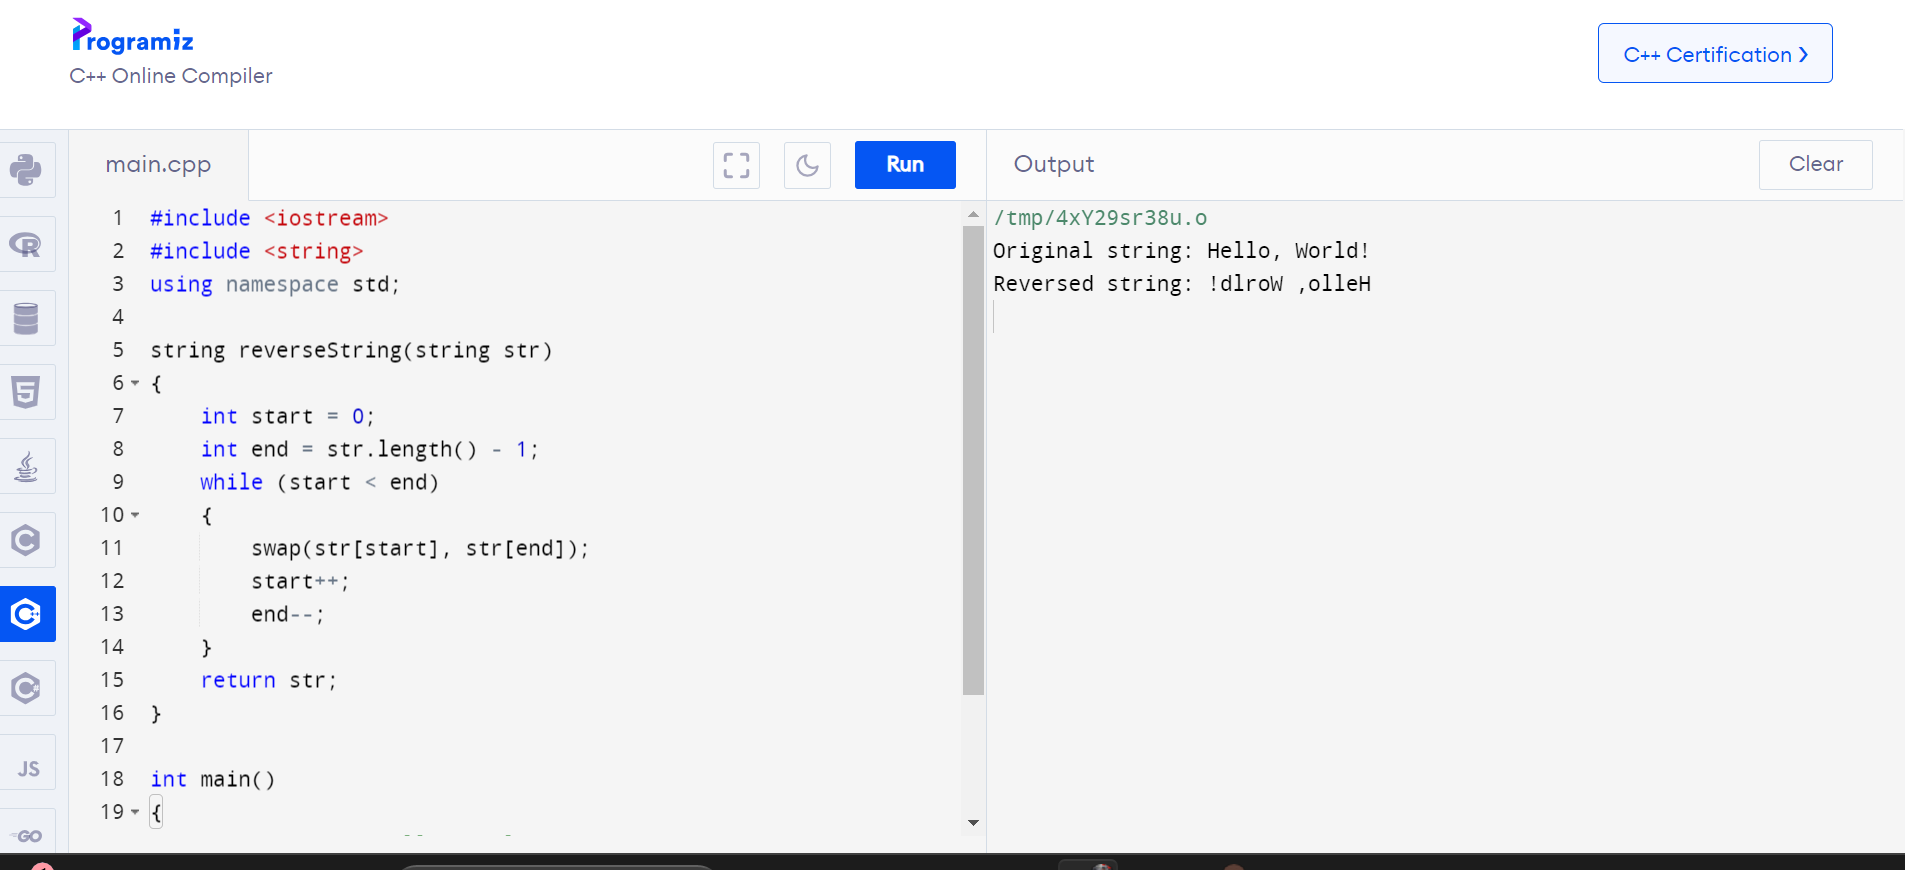 Programiz
C++ Online Compiler
C++ Certification
main.cpp
Run
Output
Clear
1 #include <iostream>
2 #include <string>
3 using namespace std;
4
5 string reverseString(string str)
6 {
7     int start = 0;
8     int end = str.length() - 1;
9     while (start < end)
10     {
11         swap(str[start], str[end]);
12         start++;
13         end--;
14     }
15     return str;
16 }
17
18 int main()
19 {
/tmp/4xY29sr38u.o
Original string: Hello, World!
Reversed string: !dlroW ,olleH
R
5
C
C++
C#
JS
GO